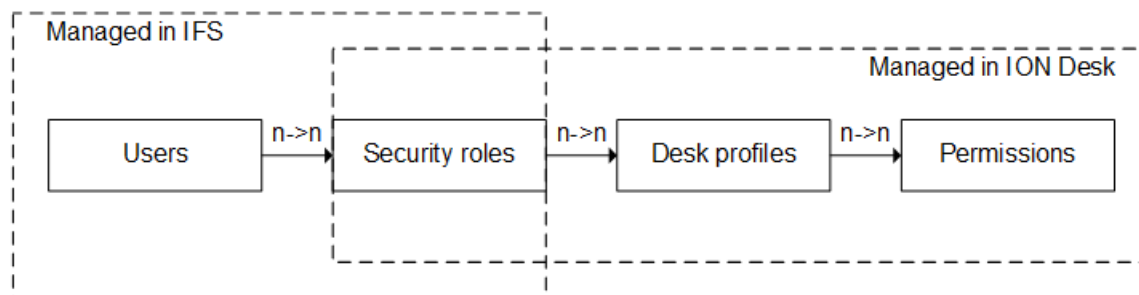 Managed in IFS
Managed in ION Desk
Users
n->n
Security roles
n->n
Desk profiles
n->n
Permissions